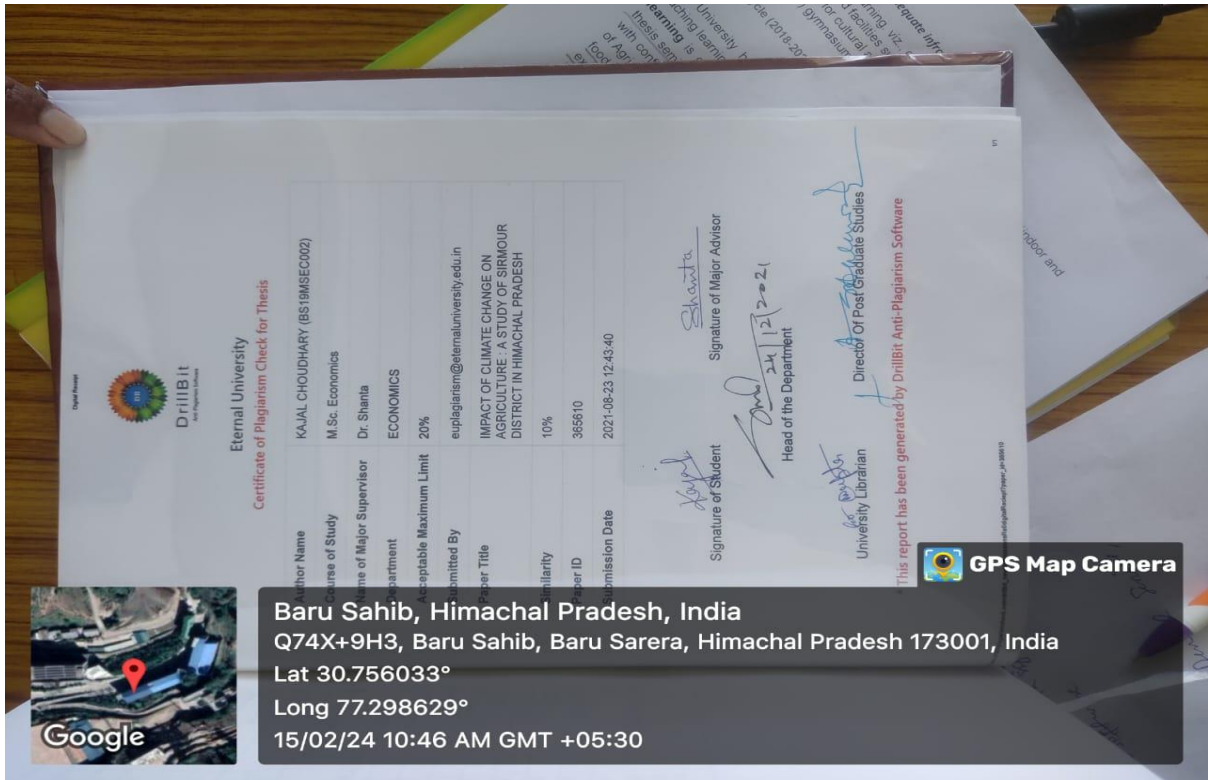 Digital Receipt
DrillBit
Eternal University
Certificate of Plagiarism Check for Thesis
Author Name KAJAL CHOUDHARY (BS19MSEC002)
Course of Study M.Sc. Economics
Name of Major Supervisor Dr. Shanta
Department ECONOMICS
Acceptable Maximum Limit 20%
Submitted By euplagiarism@eternaluniversity.edu.in
Paper Title IMPACT OF CLIMATE CHANGE ON
AGRICULTURE : A STUDY OF SIRMOUR
DISTRICT IN HIMACHAL PRADESH
Similarity 10%
Paper ID 365610
Submission Date 2021-08-23 12:43:40
Shanta
Signature of Student Signature of Major Advisor
24/12/2021
Head of the Department
University Librarian Director Of Post Graduate Studies
* This report has been generated by DrillBit Anti-Plagiarism Software
1/1
equate infr
University
thesis
indoor and
GPS Map Camera
Baru Sahib, Himachal Pradesh, India
Q74X+9H3, Baru Sahib, Baru Sarera, Himachal Pradesh 173001, India
Lat 30.756033°
Long 77.298629°
15/02/24 10:46 AM GMT +05:30
Google